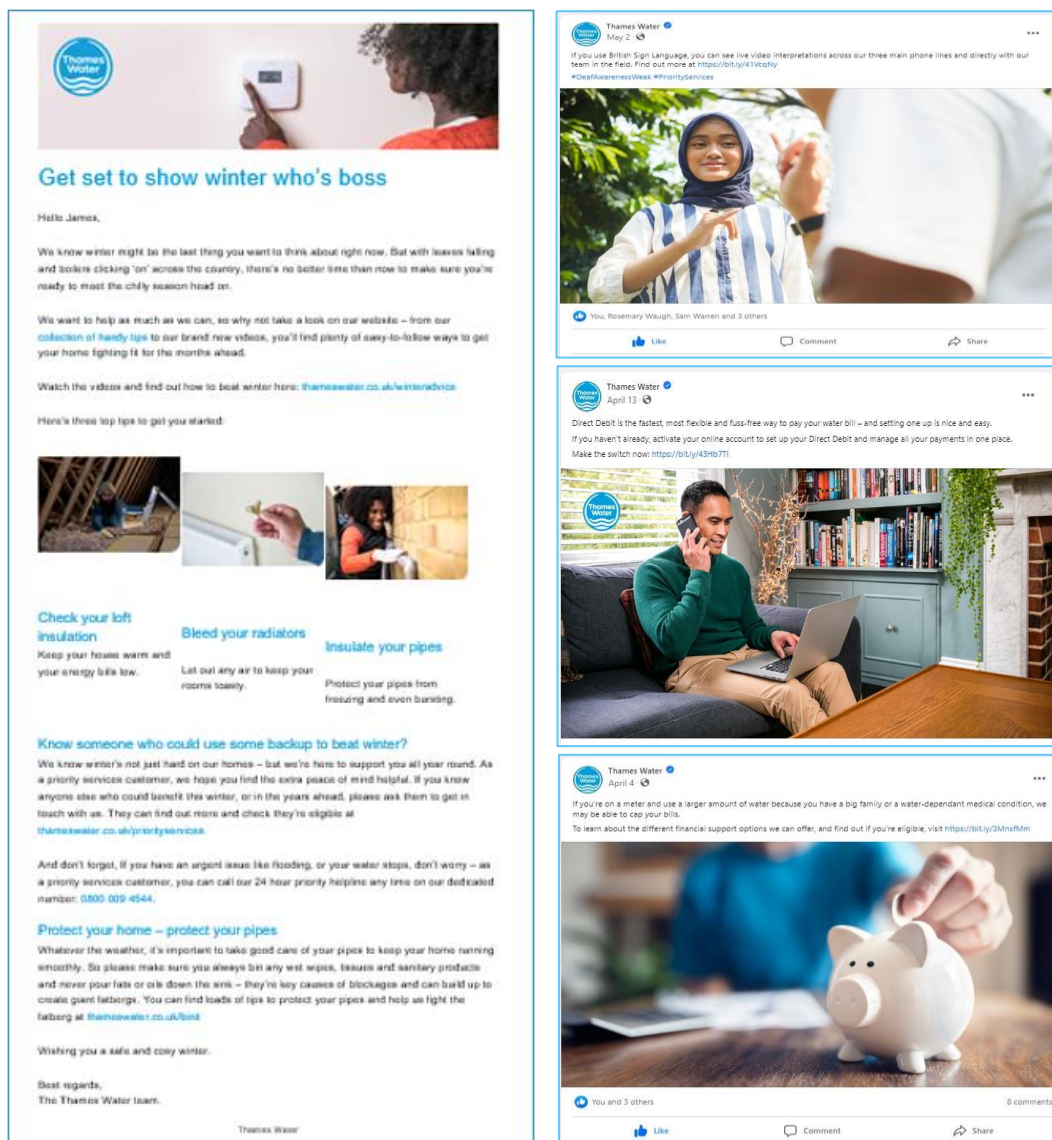 Thames
Water
Get set to show winter who's boss
Hello James,
We know winter might be the last thing you want to think about right now. But with leaves falling
and boilers clicking 'on' across the country, there's no better time than now to make sure you're
ready to meet the chilly season head on.
We want to help as much as we can, so why not take a look on our website – from our
collection of handy tips to our brand new videos, you'll find plenty of easy-to-follow ways to get
your home fighting fit for the months ahead.
Watch the videos and find out how to beat winter here: thameswater.co.uk/winteradvice
Here's three top tips to get you started:
Check your loft
insulation
Keep your house warm and
your energy bills low.
Bleed your radiators
Let out any air to keep your
rooms toasty.
Insulate your pipes
Protect your pipes from
freezing and even bursting.
Know someone who could use some backup to beat winter?
We know winter's not just hard on our homes – but we're here to support you all year round. As
a priority services customer, we hope you find the extra peace of mind helpful. If you know
anyone else who could benefit this winter, or in the years ahead, please ask them to get in
touch with us. They can find out more and check they're eligible at
thameswater.co.uk/priorityservices
And don't forget, if you have an urgent issue like flooding, or your water stops, don't worry – as
a priority services customer, you can call our 24 hour priority helpline any time on our dedicated
number: 0800 009 4544.
Protect your home – protect your pipes
Whatever the weather, it's important to take good care of your pipes to keep your home running
smoothly. So please make sure you always bin any wet wipes, tissues and sanitary products
and never pour fats or oils down the sink – they're key causes of blockages and can build up to
create giant fatbergs. You can find loads of tips to protect your pipes and help us fight the
fatberg at thameswater.co.uk/binit
Wishing you a safe and cosy winter.
Best regards,
The Thames Water team.
Thames Water
Thames Water
May 2
If you use British Sign Language, you can see live video interpretations across our three main phone lines and directly with our
team in the field. Find out more at https://bit.ly/41VcqNy
#DeafAwarenessWeak #PriorityServices
You, Rosemary Waugh, Sam Warren and 3 others
Like Comment Share
Thames Water
April 13
Direct Debit is the fastest, most flexible and fuss-free way to pay your water bill – and setting one up is nice and easy.
If you haven't already, activate your online account to set up your Direct Debit and manage all your payments in one place.
Make the switch now: https://bit.ly/43Hb7TI
Thames
Water
Thames Water
April 4
If you're on a meter and use a larger amount of water because you have a big family or a water-dependant medical condition, we
may be able to cap your bills.
To learn about the different financial support options we can offer, and find out if you're eligible, visit https://bit.ly/3MnxfMm
You and 3 others 8 comments
Like Comment Share